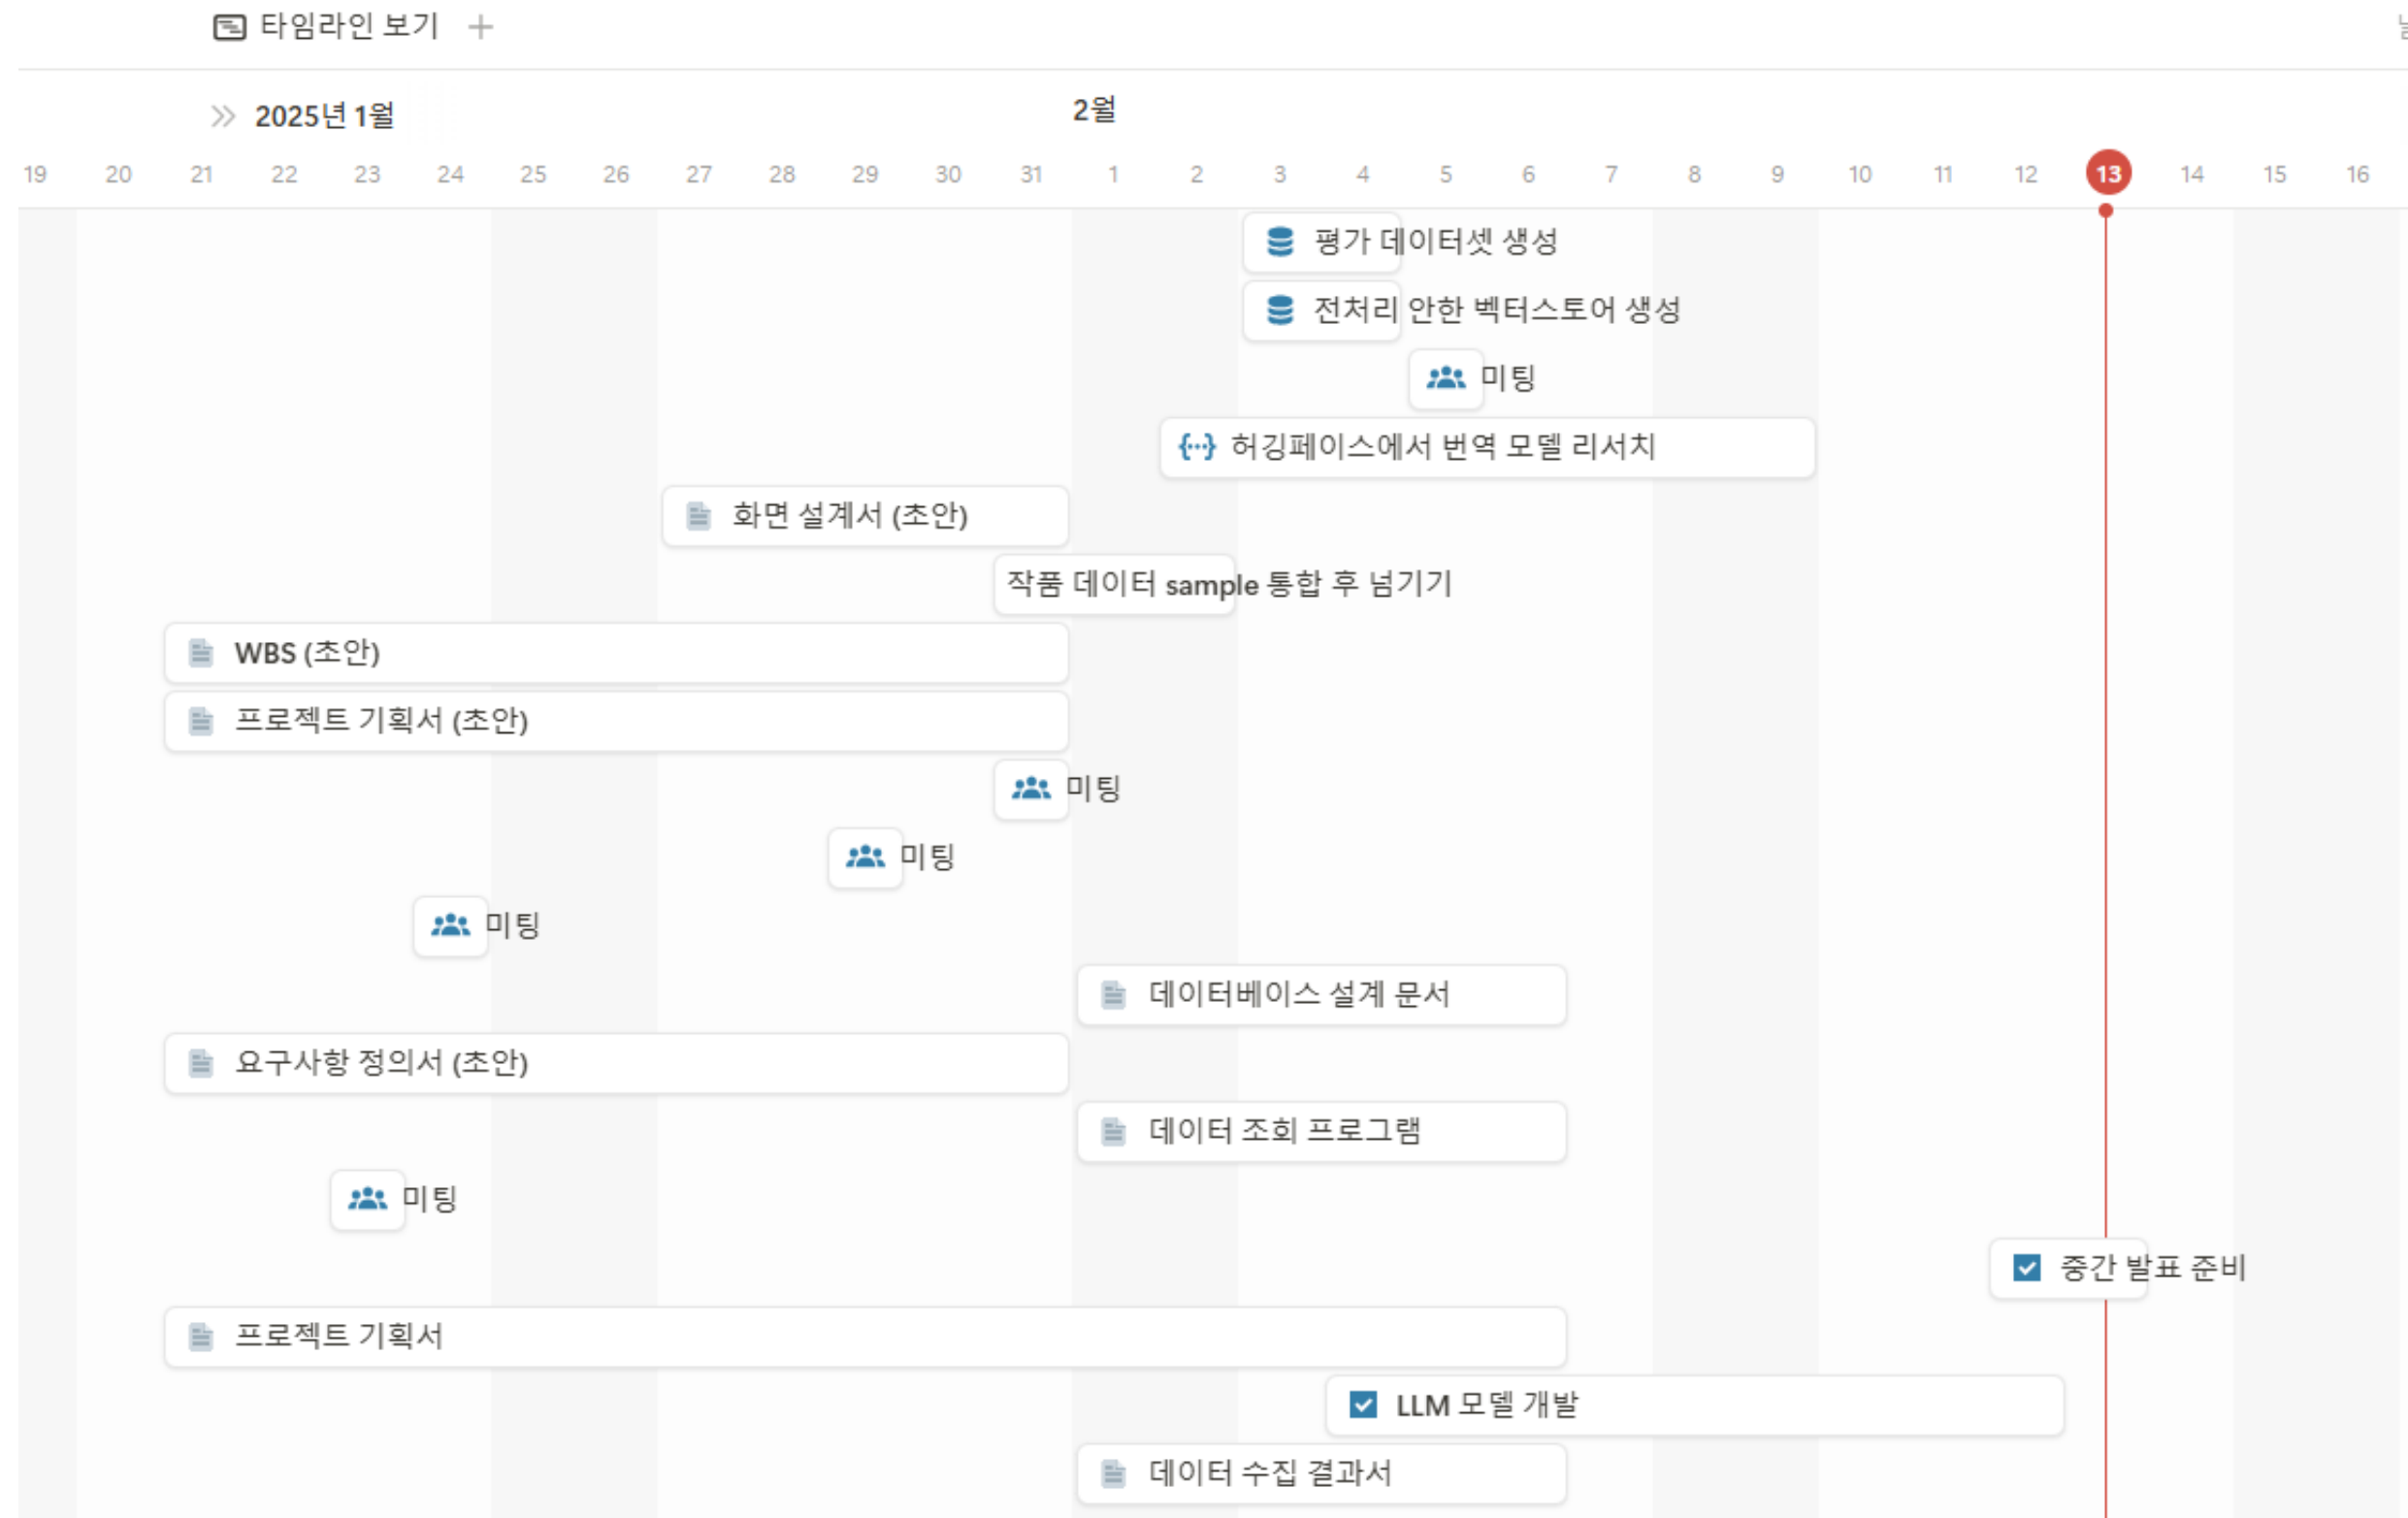 타임라인 보기 +
2025년 1월 2월
19 20 21 22 23 24 25 26 27 28 29 30 31 1 2 3 4 5 6 7 8 9 10 11 12 13 14 15 16
평가 데이터셋 생성
전처리 안한 벡터스토어 생성
미팅
허깅페이스에서 번역 모델 리서치
화면 설계서 (초안)
작품 데이터 sample 통합 후 넘기기
WBS (초안)
프로젝트 기획서 (초안)
미팅
미팅
미팅
데이터베이스 설계 문서
요구사항 정의서 (초안)
데이터 조회 프로그램
미팅
중간 발표 준비
프로젝트 기획서
LLM 모델 개발
데이터 수집 결과서